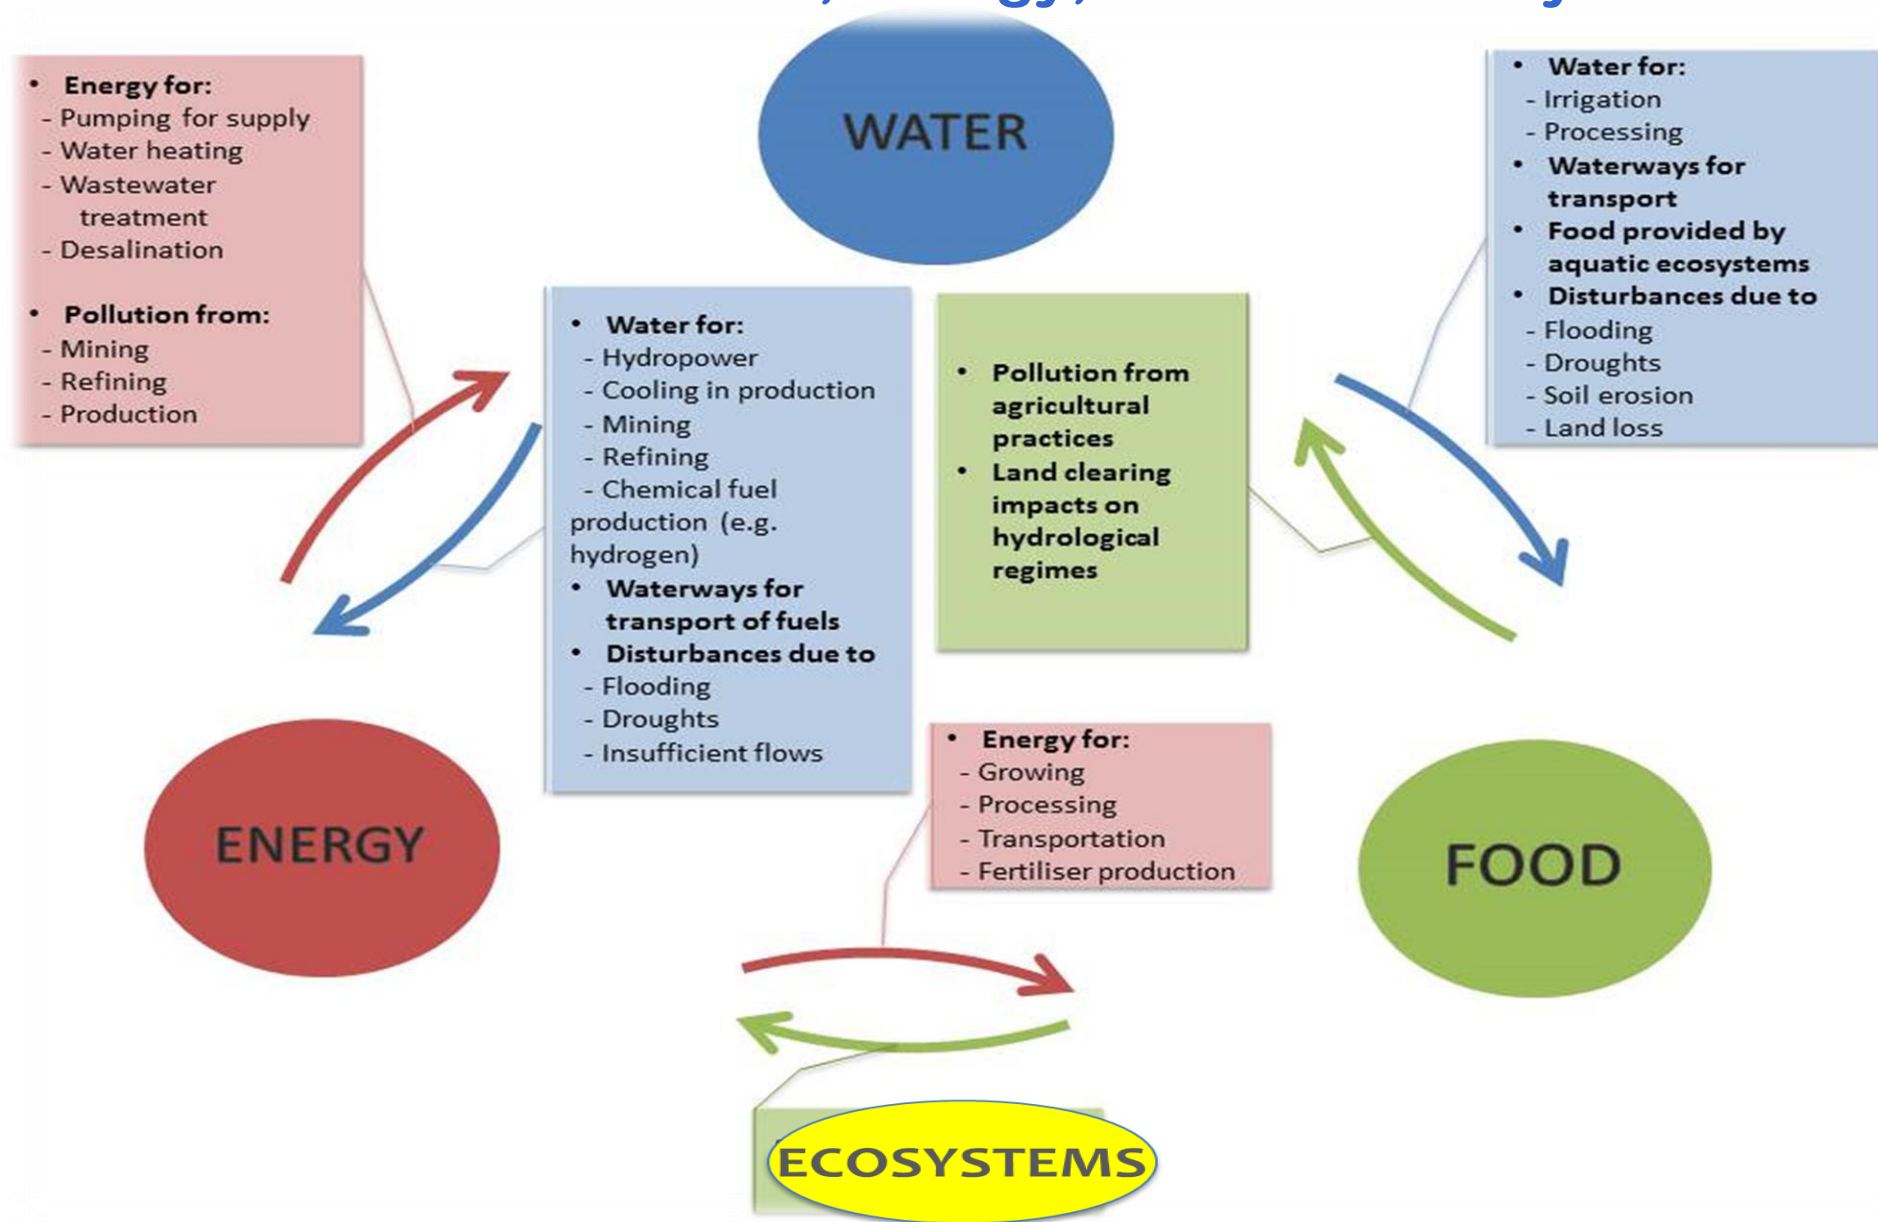 WATER
• Energy for:
- Pumping for supply
- Water heating
- Wastewater
treatment
- Desalination
• Pollution from:
- Mining
- Refining
- Production
• Water for:
- Hydropower
- Cooling in production
- Mining
- Refining
- Chemical fuel
production (e.g.
hydrogen)
• Waterways for
transport of fuels
• Disturbances due to
- Flooding
- Droughts
- Insufficient flows
• Pollution from
agricultural
practices
• Land clearing
impacts on
hydrological
regimes
• Water for:
- Irrigation
- Processing
• Waterways for
transport
• Food provided by
aquatic ecosystems
• Disturbances due to
- Flooding
- Droughts
- Soil erosion
- Land loss
ENERGY
• Energy for:
- Growing
- Processing
- Transportation
- Fertiliser production
FOOD
ECOSYSTEMS